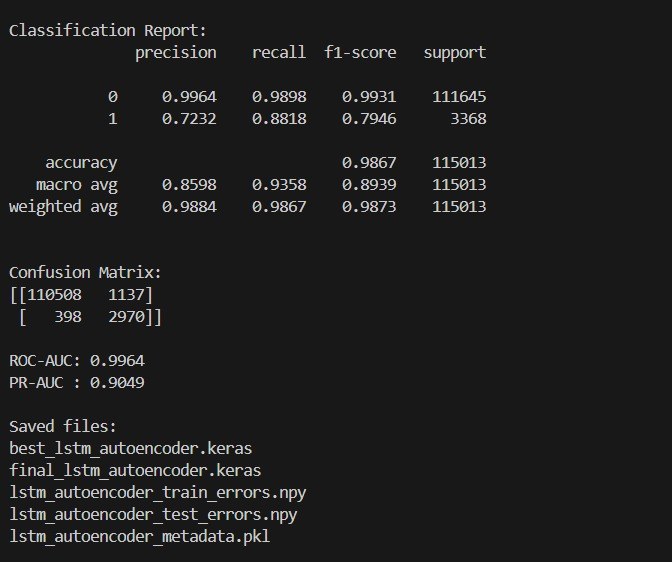 Classification Report:
precision recall f1-score support
0 0.9964 0.9898 0.9931 111645
1 0.7232 0.8818 0.7946 3368
accuracy 0.9867 115013
macro avg 0.8598 0.9358 0.8939 115013
weighted avg 0.9884 0.9867 0.9873 115013
Confusion Matrix:
[[110508 1137]
[ 398 2970]]
ROC-AUC: 0.9964
PR-AUC : 0.9049
Saved files:
best_lstm_autoencoder.keras
final_lstm_autoencoder.keras
lstm_autoencoder_train_errors.npy
lstm_autoencoder_test_errors.npy
lstm_autoencoder_metadata.pkl